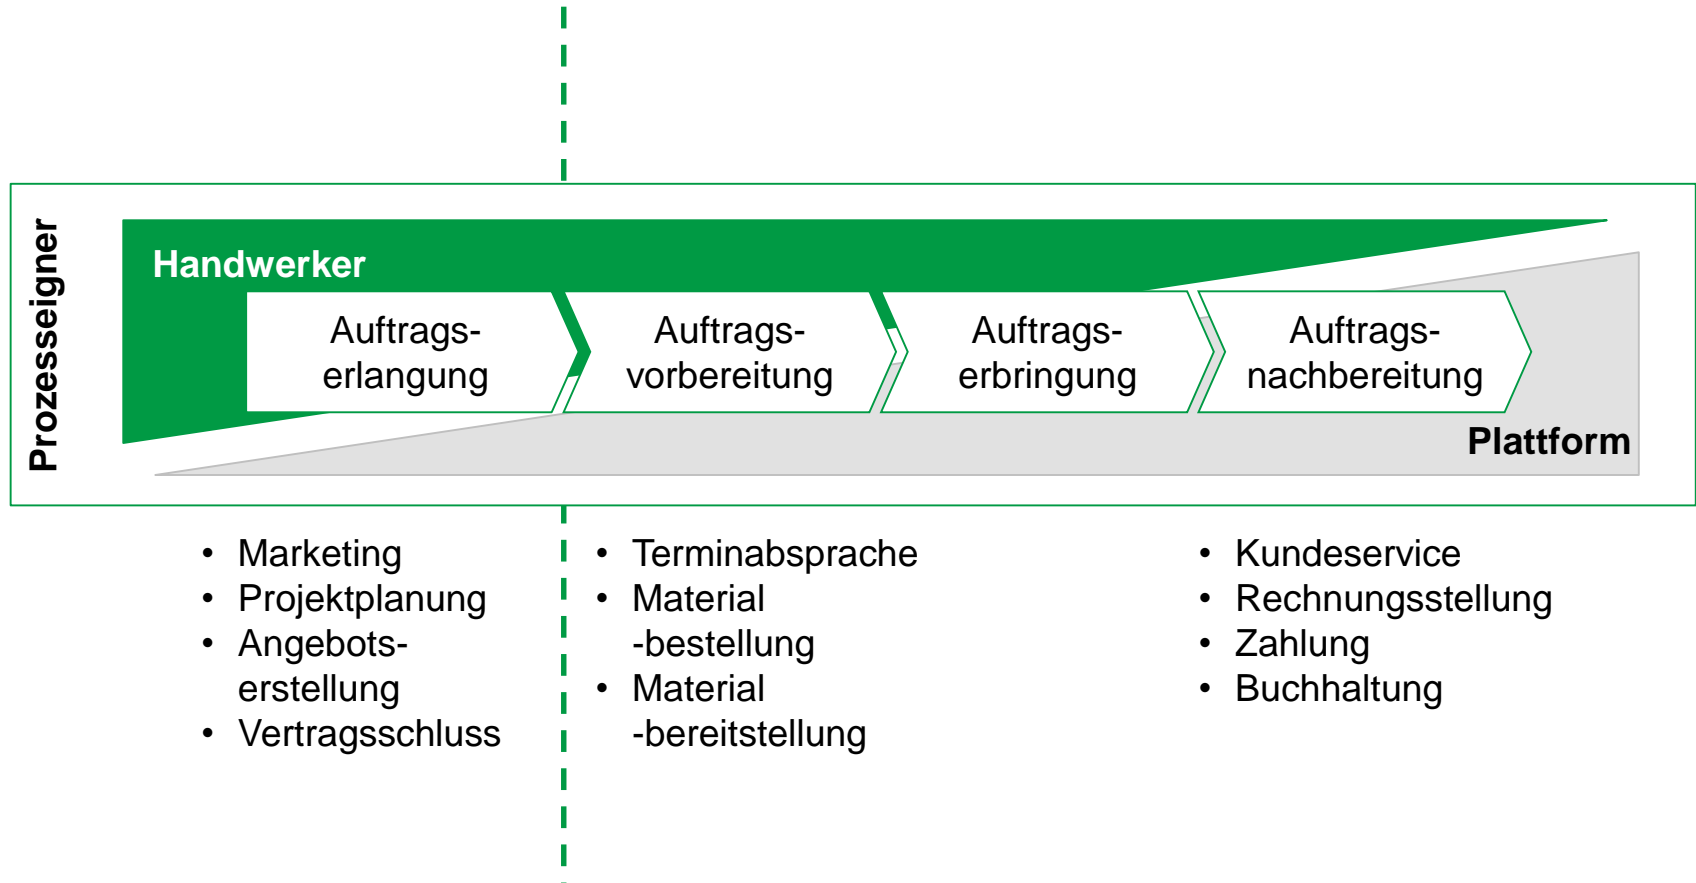 Prozesseigner
Handwerker
Auftrags-
erlangung
Auftrags-
vorbereitung
Auftrags-
erbringung
Auftrags-
nachbereitung
Plattform
• Marketing
• Projektplanung
• Angebots-
erstellung
• Vertragsschluss
• Terminabsprache
• Material
-bestellung
• Material
-bereitstellung
• Kundeservice
• Rechnungsstellung
• Zahlung
• Buchhaltung